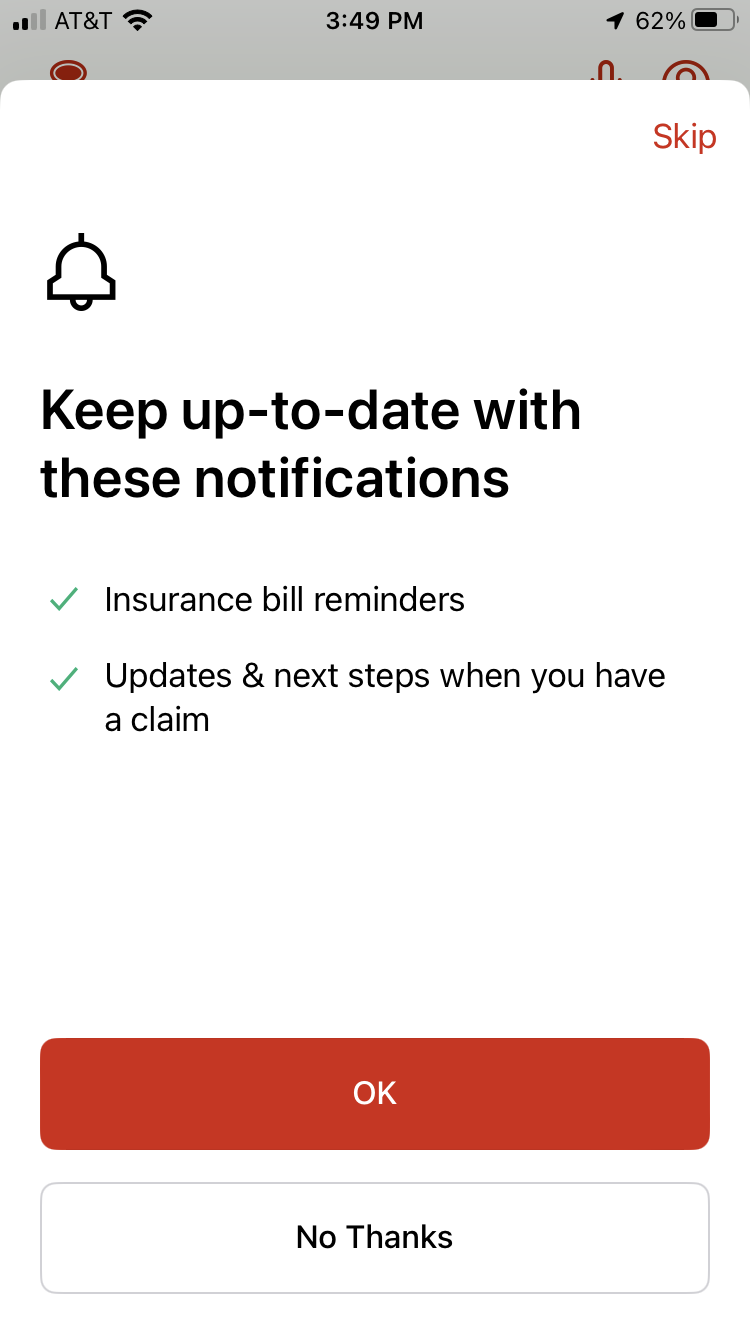 AT&T 3:49 PM 62%
Skip
Keep up-to-date with
these notifications
Insurance bill reminders
Updates & next steps when you have
a claim
OK
No Thanks